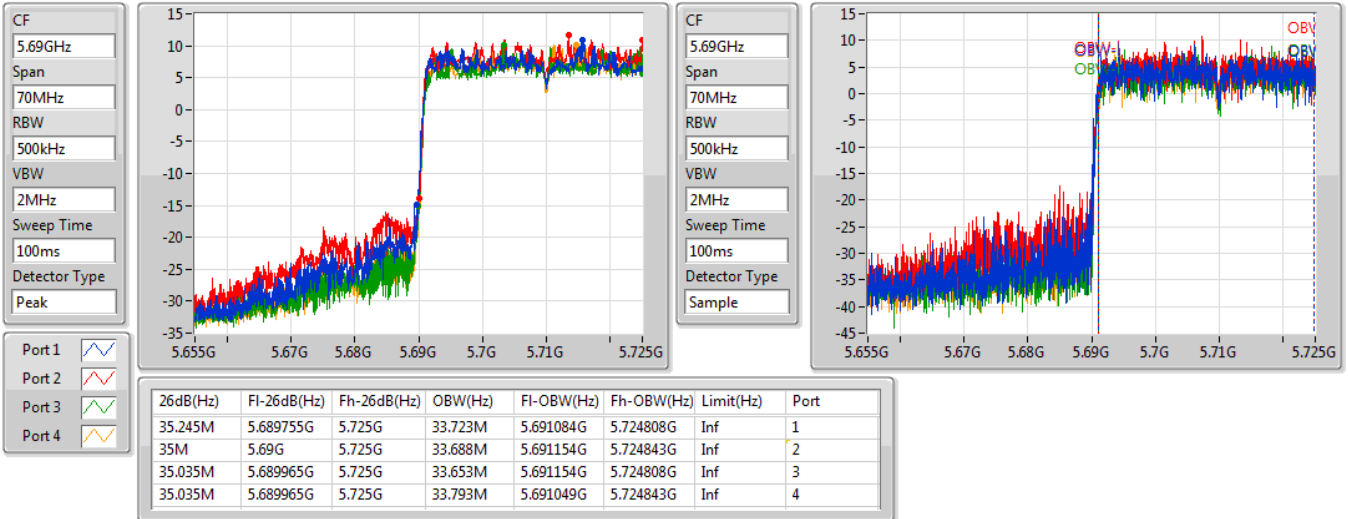 CF
5.69GHz
Span
70MHz
RBW
500kHz
VBW
2MHz
Sweep Time
100ms
Detector Type
Peak
15
10
5
0
-5
-10
-15
-20
-25
-30
-35
5.655G 5.67G 5.68G 5.69G 5.7G 5.71G 5.725G
CF
5.69GHz
Span
70MHz
RBW
500kHz
VBW
2MHz
Sweep Time
100ms
Detector Type
Sample
15
10
5
0
-5
-10
-15
-20
-25
-30
-35
-40
-45
OBW
OBW
OBW-
OBW
5.655G 5.67G 5.68G 5.69G 5.7G 5.71G 5.725G
Port 1
Port 2
Port 3
Port 4
26dB(Hz) Fl-26dB(Hz) Fh-26dB(Hz) OBW(Hz) Fl-OBW(Hz) Fh-OBW(Hz) Limit(Hz) Port
35.245M 5.689755G 5.725G 33.723M 5.691084G 5.724808G Inf 1
35M 5.69G 5.725G 33.688M 5.691154G 5.724843G Inf 2
35.035M 5.689965G 5.725G 33.653M 5.691154G 5.724808G Inf 3
35.035M 5.689965G 5.725G 33.793M 5.691049G 5.724843G Inf 4